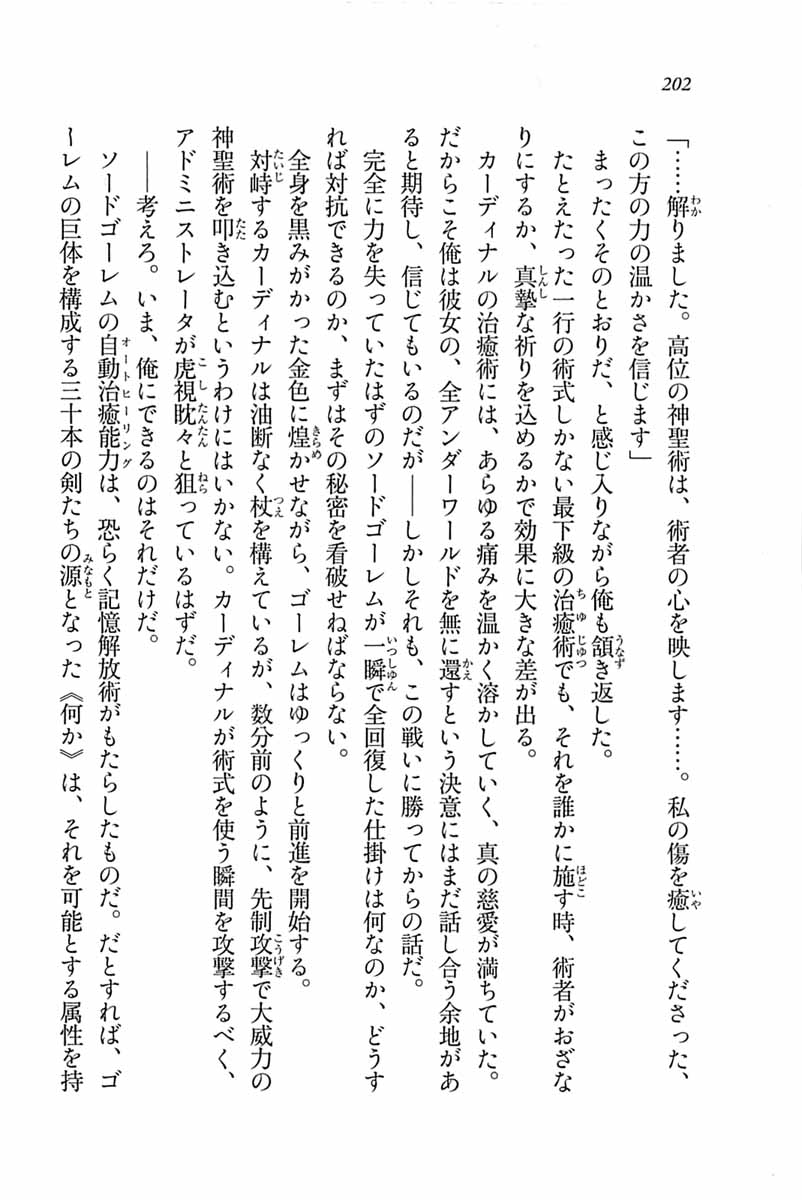 202
「……解りました。高位の神聖術は、術者の心を映します……。私の傷を癒してくださった、
この方の力の温かさを信じます」
まったくそのとおりだ、と感じ入りながら俺も頷き返した。
たとえたった一行の術式しかない最下級の治癒術でも、それを誰かに施す時、術者がおざな
りにするか、真摯な祈りを込めるかで効果に大きな差が出る。
カーディナルの治癒術には、あらゆる痛みを温かく溶かしていく、真の慈愛が満ちていた。
だからこそ俺は彼女の、全アンダーワールドを無に還すという決意にはまだ話し合う余地があ
ると期待し、信じてもいるのだが――しかしそれも、この戦いに勝ってからの話だ。
完全に力を失っていたはずのソードゴーレムが一瞬で全回復した仕掛けは何なのか、どうす
れば対抗できるのか、まずはその秘密を看破せねばならない。
全身を黒みがかった金色に煌かせながら、ゴーレムはゆっくりと前進を開始する。
対峙するカーディナルは油断なく杖を構えているが、数分前のように、先制攻撃で大威力の
神聖術を叩き込むというわけにはいかない。カーディナルが術式を使う瞬間を攻撃するべく、
アドミニストレータが虎視眈々と狙っているはずだ。
――考えろ。いま、俺にできるのはそれだけだ。
ソードゴーレムの自動治癒能力は、恐らく記憶解放術がもたらしたものだ。だとすれば、ゴ
ーレムの巨体を構成する三十本の剣たちの源となった《何か》は、それを可能とする属性を持